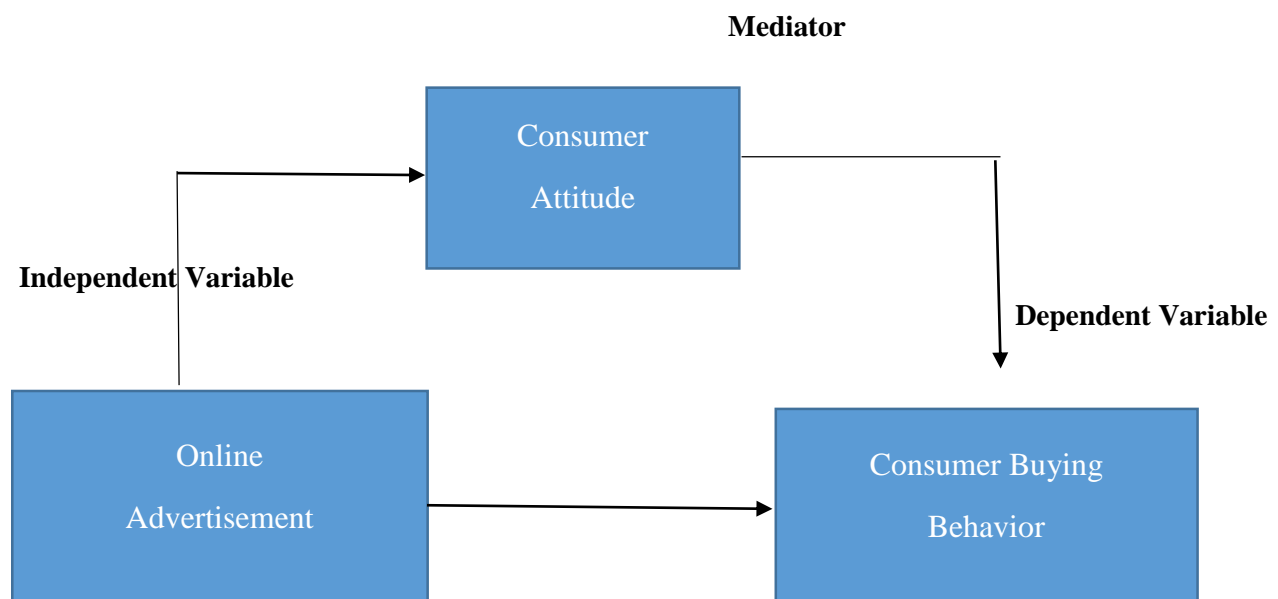 Mediator
Consumer
Attitude
Independent Variable
Dependent Variable
Online
Advertisement
Consumer Buying
Behavior